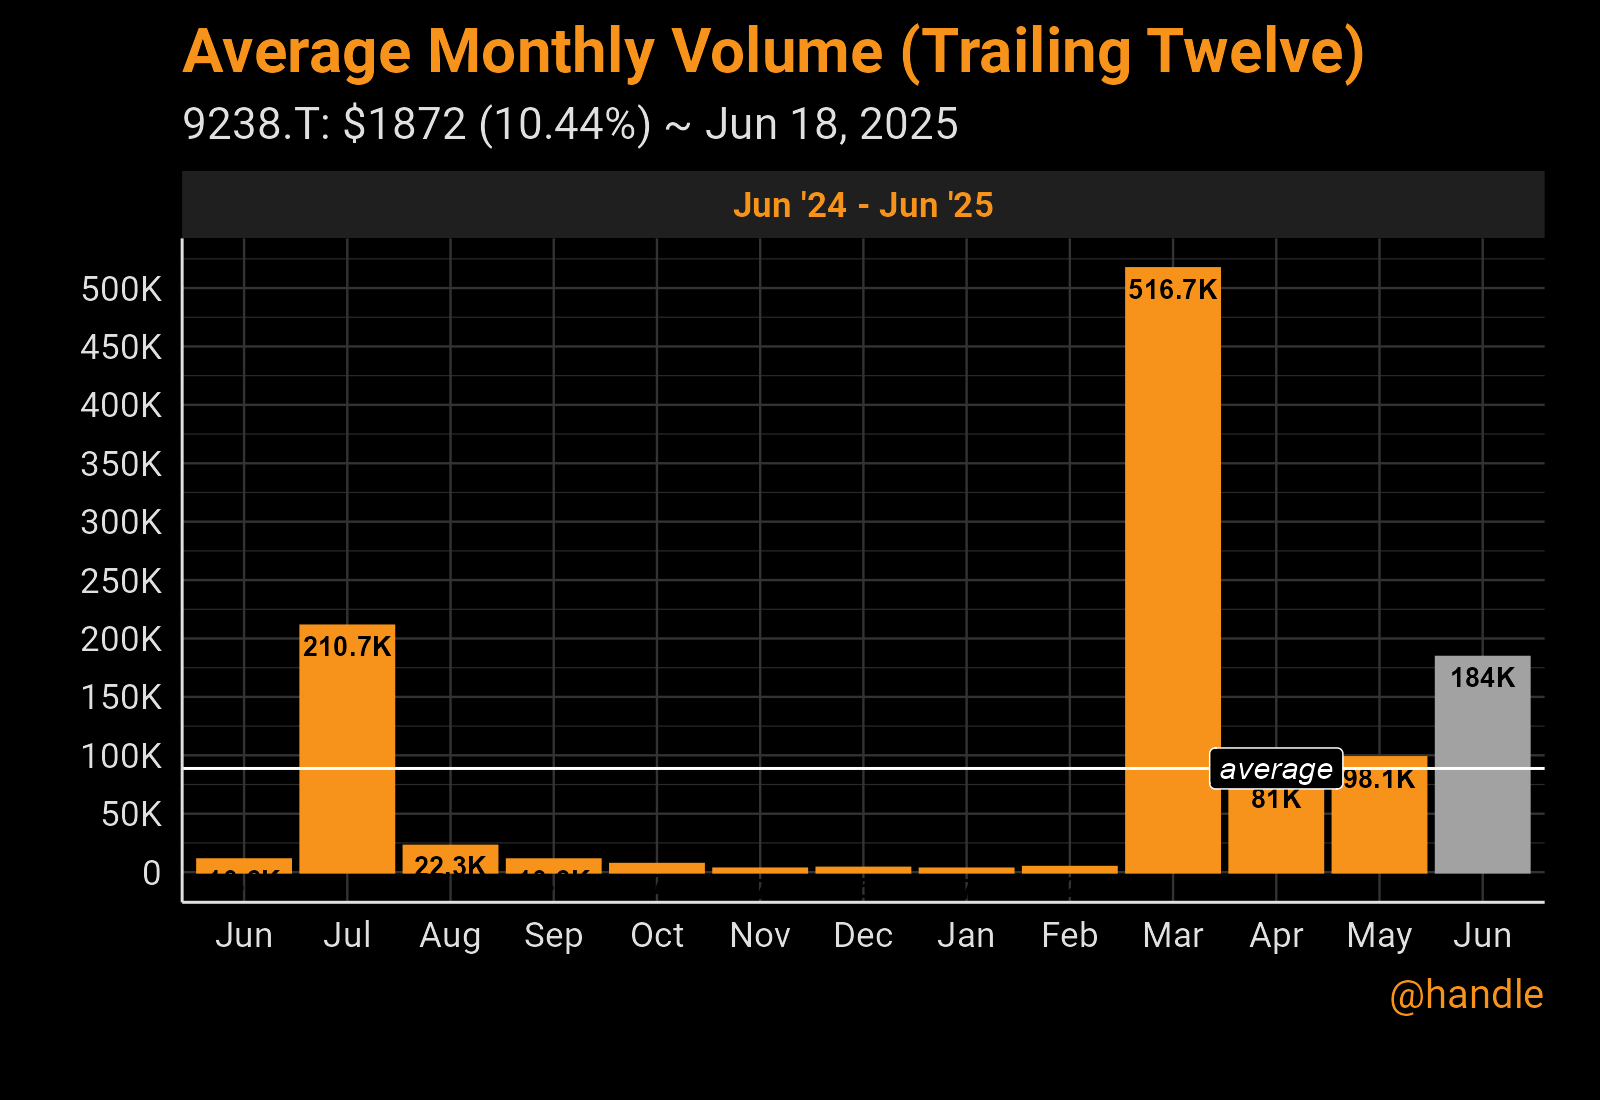 Average Monthly Volume (Trailing Twelve)
9238.T: $1872 (10.44%) ~ Jun 18, 2025
Jun '24 - Jun '25
500K
450K
400K
350K
300K
250K
200K
150K
100K
50K
0
210.7K
22.3K
516.7K
81K
98.1K
184K
average
Jun Jul Aug Sep Oct Nov Dec Jan Feb Mar Apr May Jun
@handle